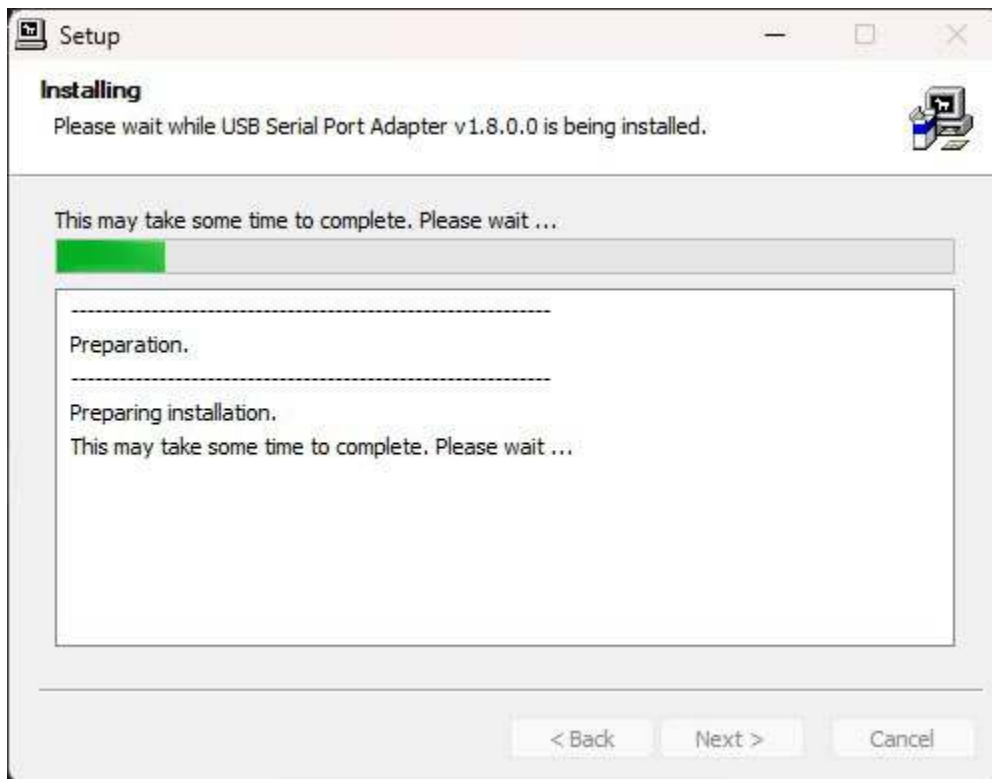 Setup
Installing
Please wait while USB Serial Port Adapter v1.8.0.0 is being installed.
This may take some time to complete. Please wait ...
------------------------------------------------------------
Preparation.
------------------------------------------------------------
Preparing installation.
This may take some time to complete. Please wait ...
< Back
Next >
Cancel